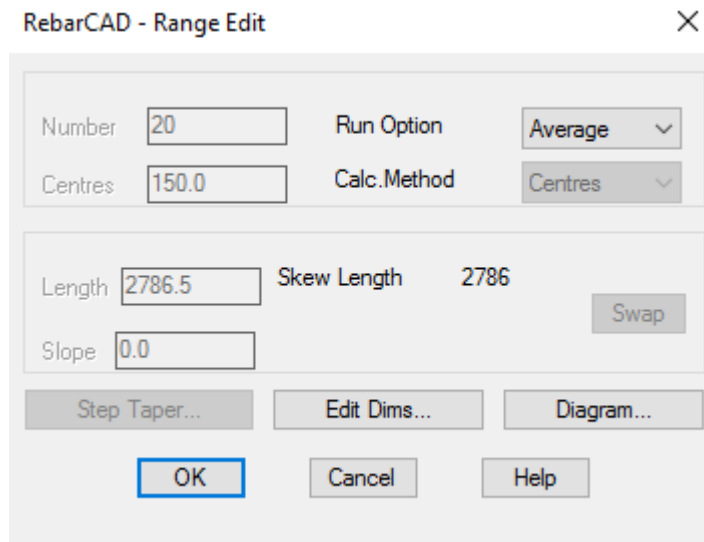 RebarCAD - Range Edit
Number 20 Run Option Average
Centres 150.0 Calc.Method Centres
Length 2786.5 Skew Length 2786
Swap
Slope 0.0
Step Taper... Edit Dims... Diagram...
OK Cancel Help